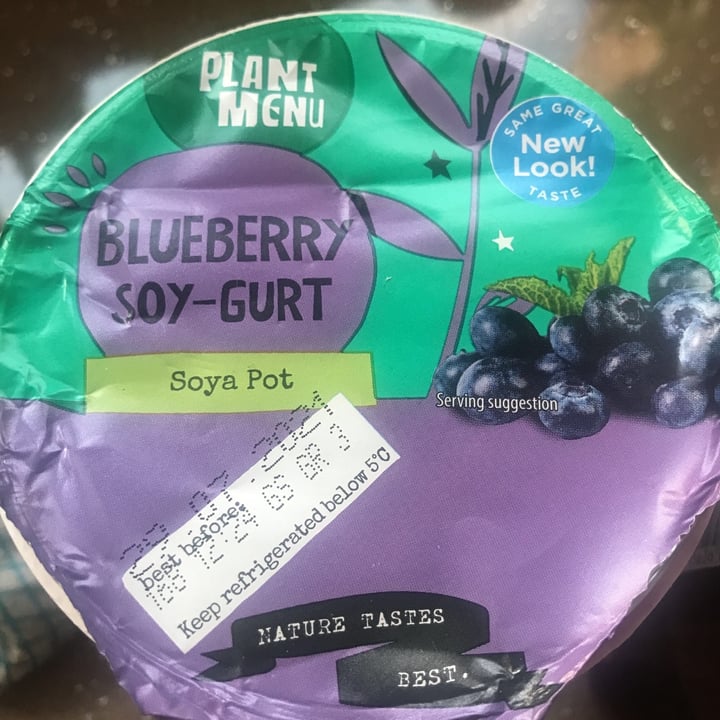 PLANT
MENU
SAME GREAT
New
Look!
TASTE
BLUEBERRY
SOY-GURT
Soya Pot
Serving suggestion
best before:
Keep refrigerated below 5°C
NATURE TASTES
BEST.